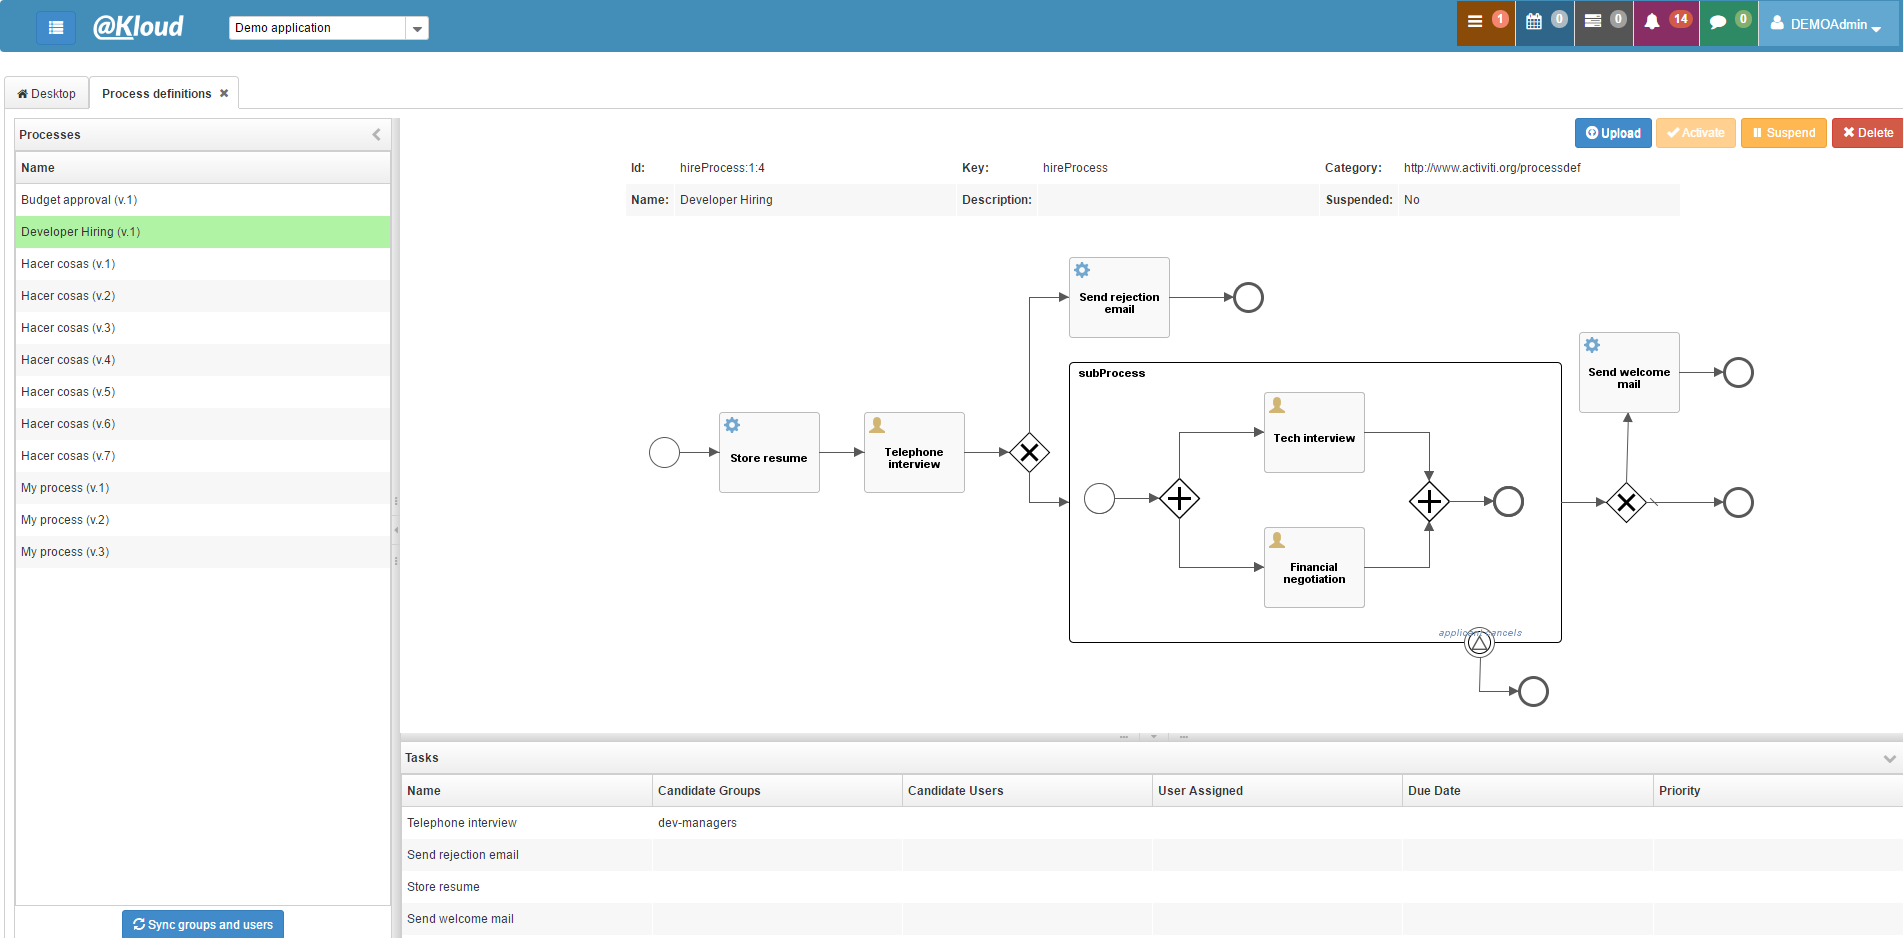 @Kloud
Demo application
1
0
0
14
0
DEMOAdmin
Desktop
Process definitions
Processes
Name
Budget approval (v.1)
Developer Hiring (v.1)
Hacer cosas (v.1)
Hacer cosas (v.2)
Hacer cosas (v.3)
Hacer cosas (v.4)
Hacer cosas (v.5)
Hacer cosas (v.6)
Hacer cosas (v.7)
My process (v.1)
My process (v.2)
My process (v.3)
Sync groups and users
Upload
Activate
Suspend
Delete
Id: hireProcess:1:4 Key: hireProcess Category: http://www.activiti.org/processdef
Name: Developer Hiring Description: Suspended: No
Send rejection
email
subProcess
Send welcome
mail
Store resume
Telephone
interview
Tech interview
Financial
negotiation
applicant cancels
Tasks
Name Candidate Groups Candidate Users User Assigned Due Date Priority
Telephone interview dev-managers
Send rejection email
Store resume
Send welcome mail